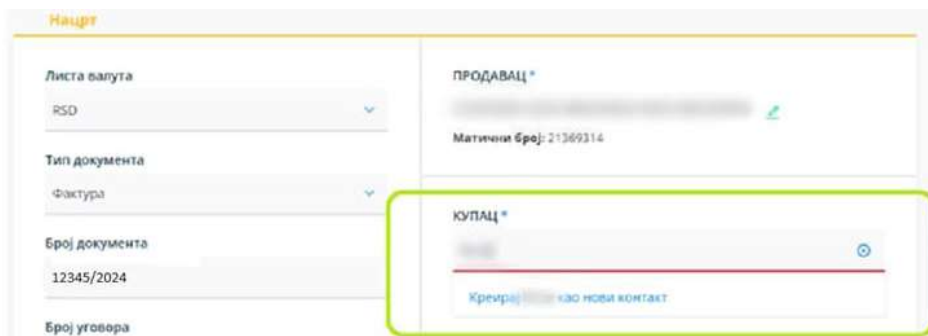 Нацрт
Листа валута
RSD
Тип документа
Фактура
Број документа
12345/2024
Број уговора
ПРОДАВАЦ *
Матични број: 21369314
КУПАЦ *
Креирај као нови контакт